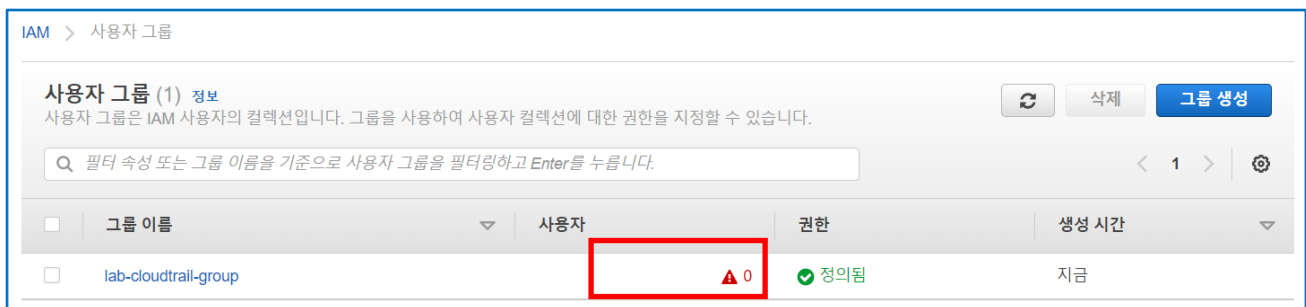 IAM > 사용자 그룹
사용자 그룹 (1) 정보
사용자 그룹은 IAM 사용자의 컬렉션입니다. 그룹을 사용하여 사용자 컬렉션에 대한 권한을 지정할 수 있습니다.
삭제 그룹 생성
필터 속성 또는 그룹 이름을 기준으로 사용자 그룹을 필터링하고 Enter를 누릅니다.
< 1 >
그룹 이름 사용자 권한 생성 시간
lab-cloudtrail-group 0 정의됨 지금